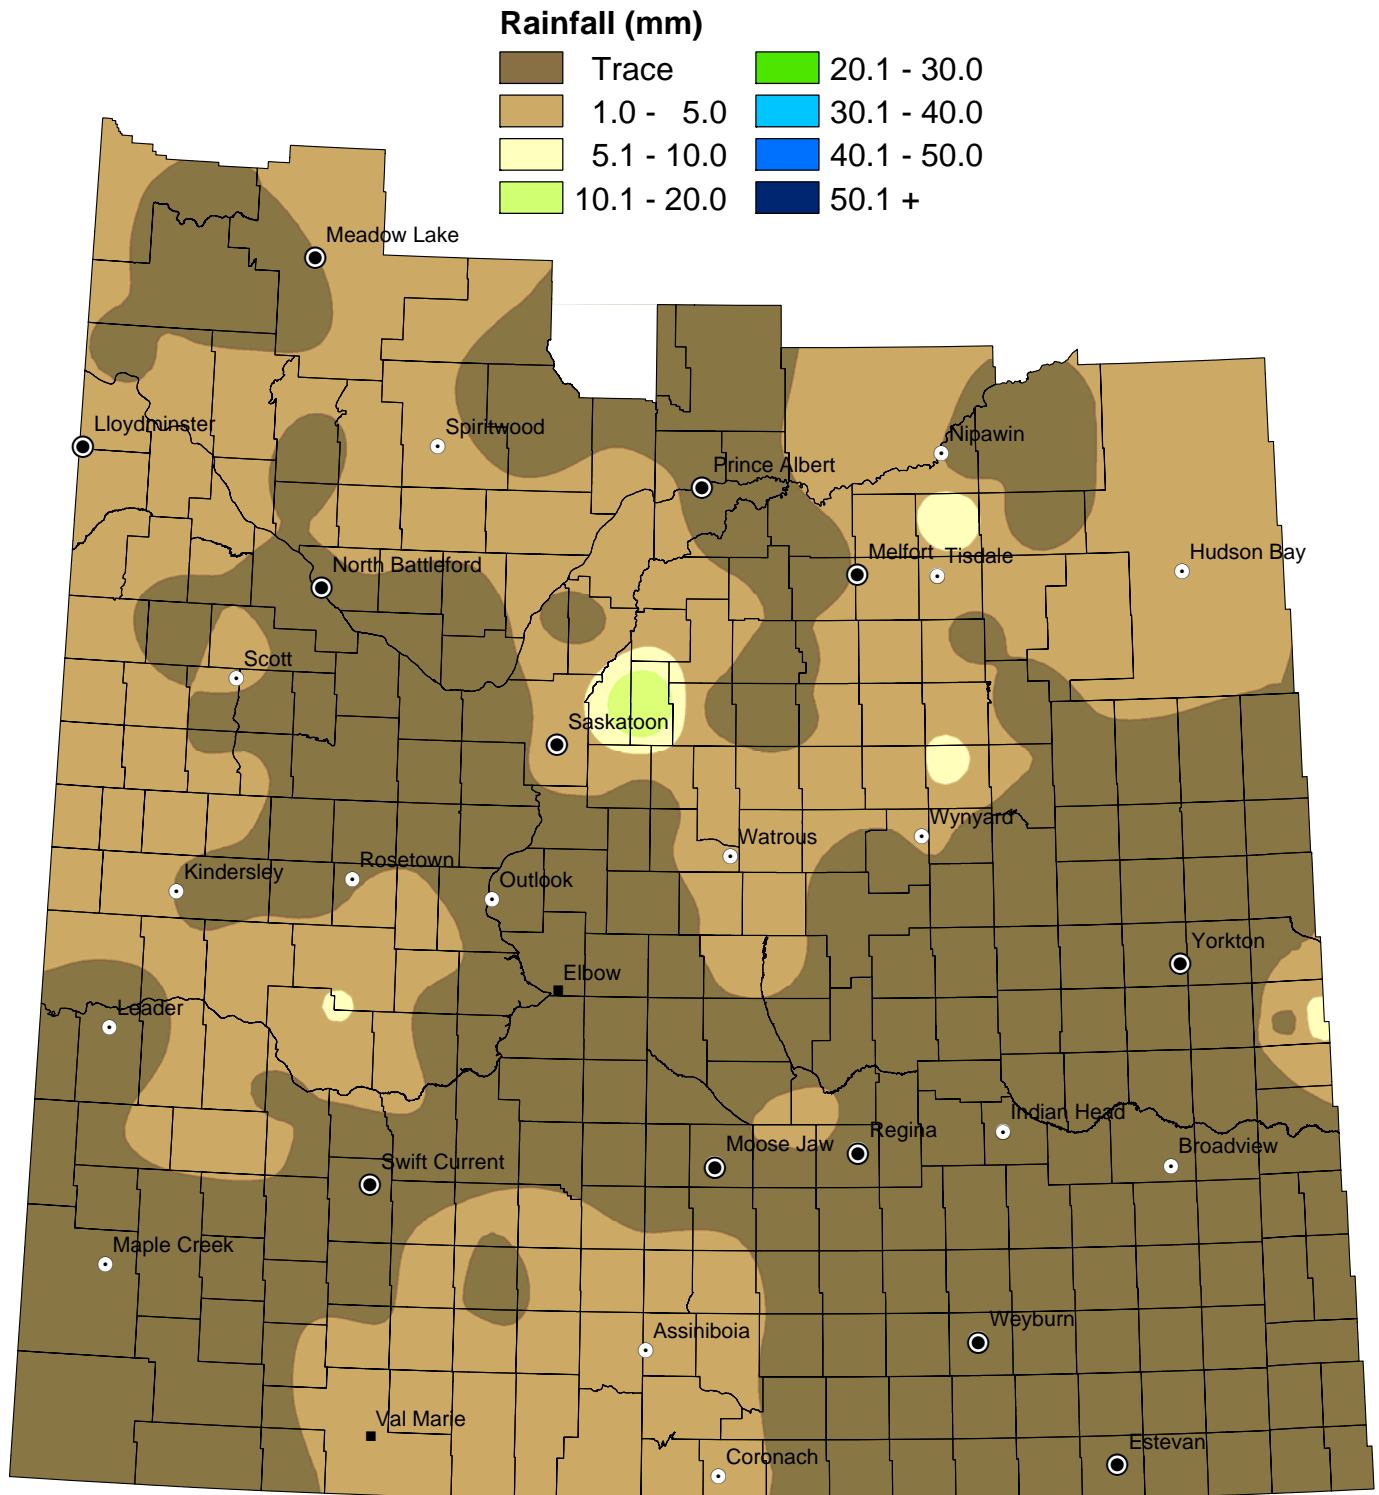 Rainfall (mm)
Trace
20.1 - 30.0
1.0 - 5.0
30.1 - 40.0
5.1 - 10.0
40.1 - 50.0
10.1 - 20.0
50.1 +
Meadow Lake
Lloydminster
Spiritwood
Nipawin
Prince Albert
Melfort
Tisdale
Hudson Bay
North Battleford
Scott
Saskatoon
Wynyard
Watrous
Rosetown
Kindersley
Outlook
Yorkton
Elbow
Leader
Indian Head
Regina
Moose Jaw
Broadview
Swift Current
Maple Creek
Weyburn
Assiniboia
Val Marie
Estevan
Coronach